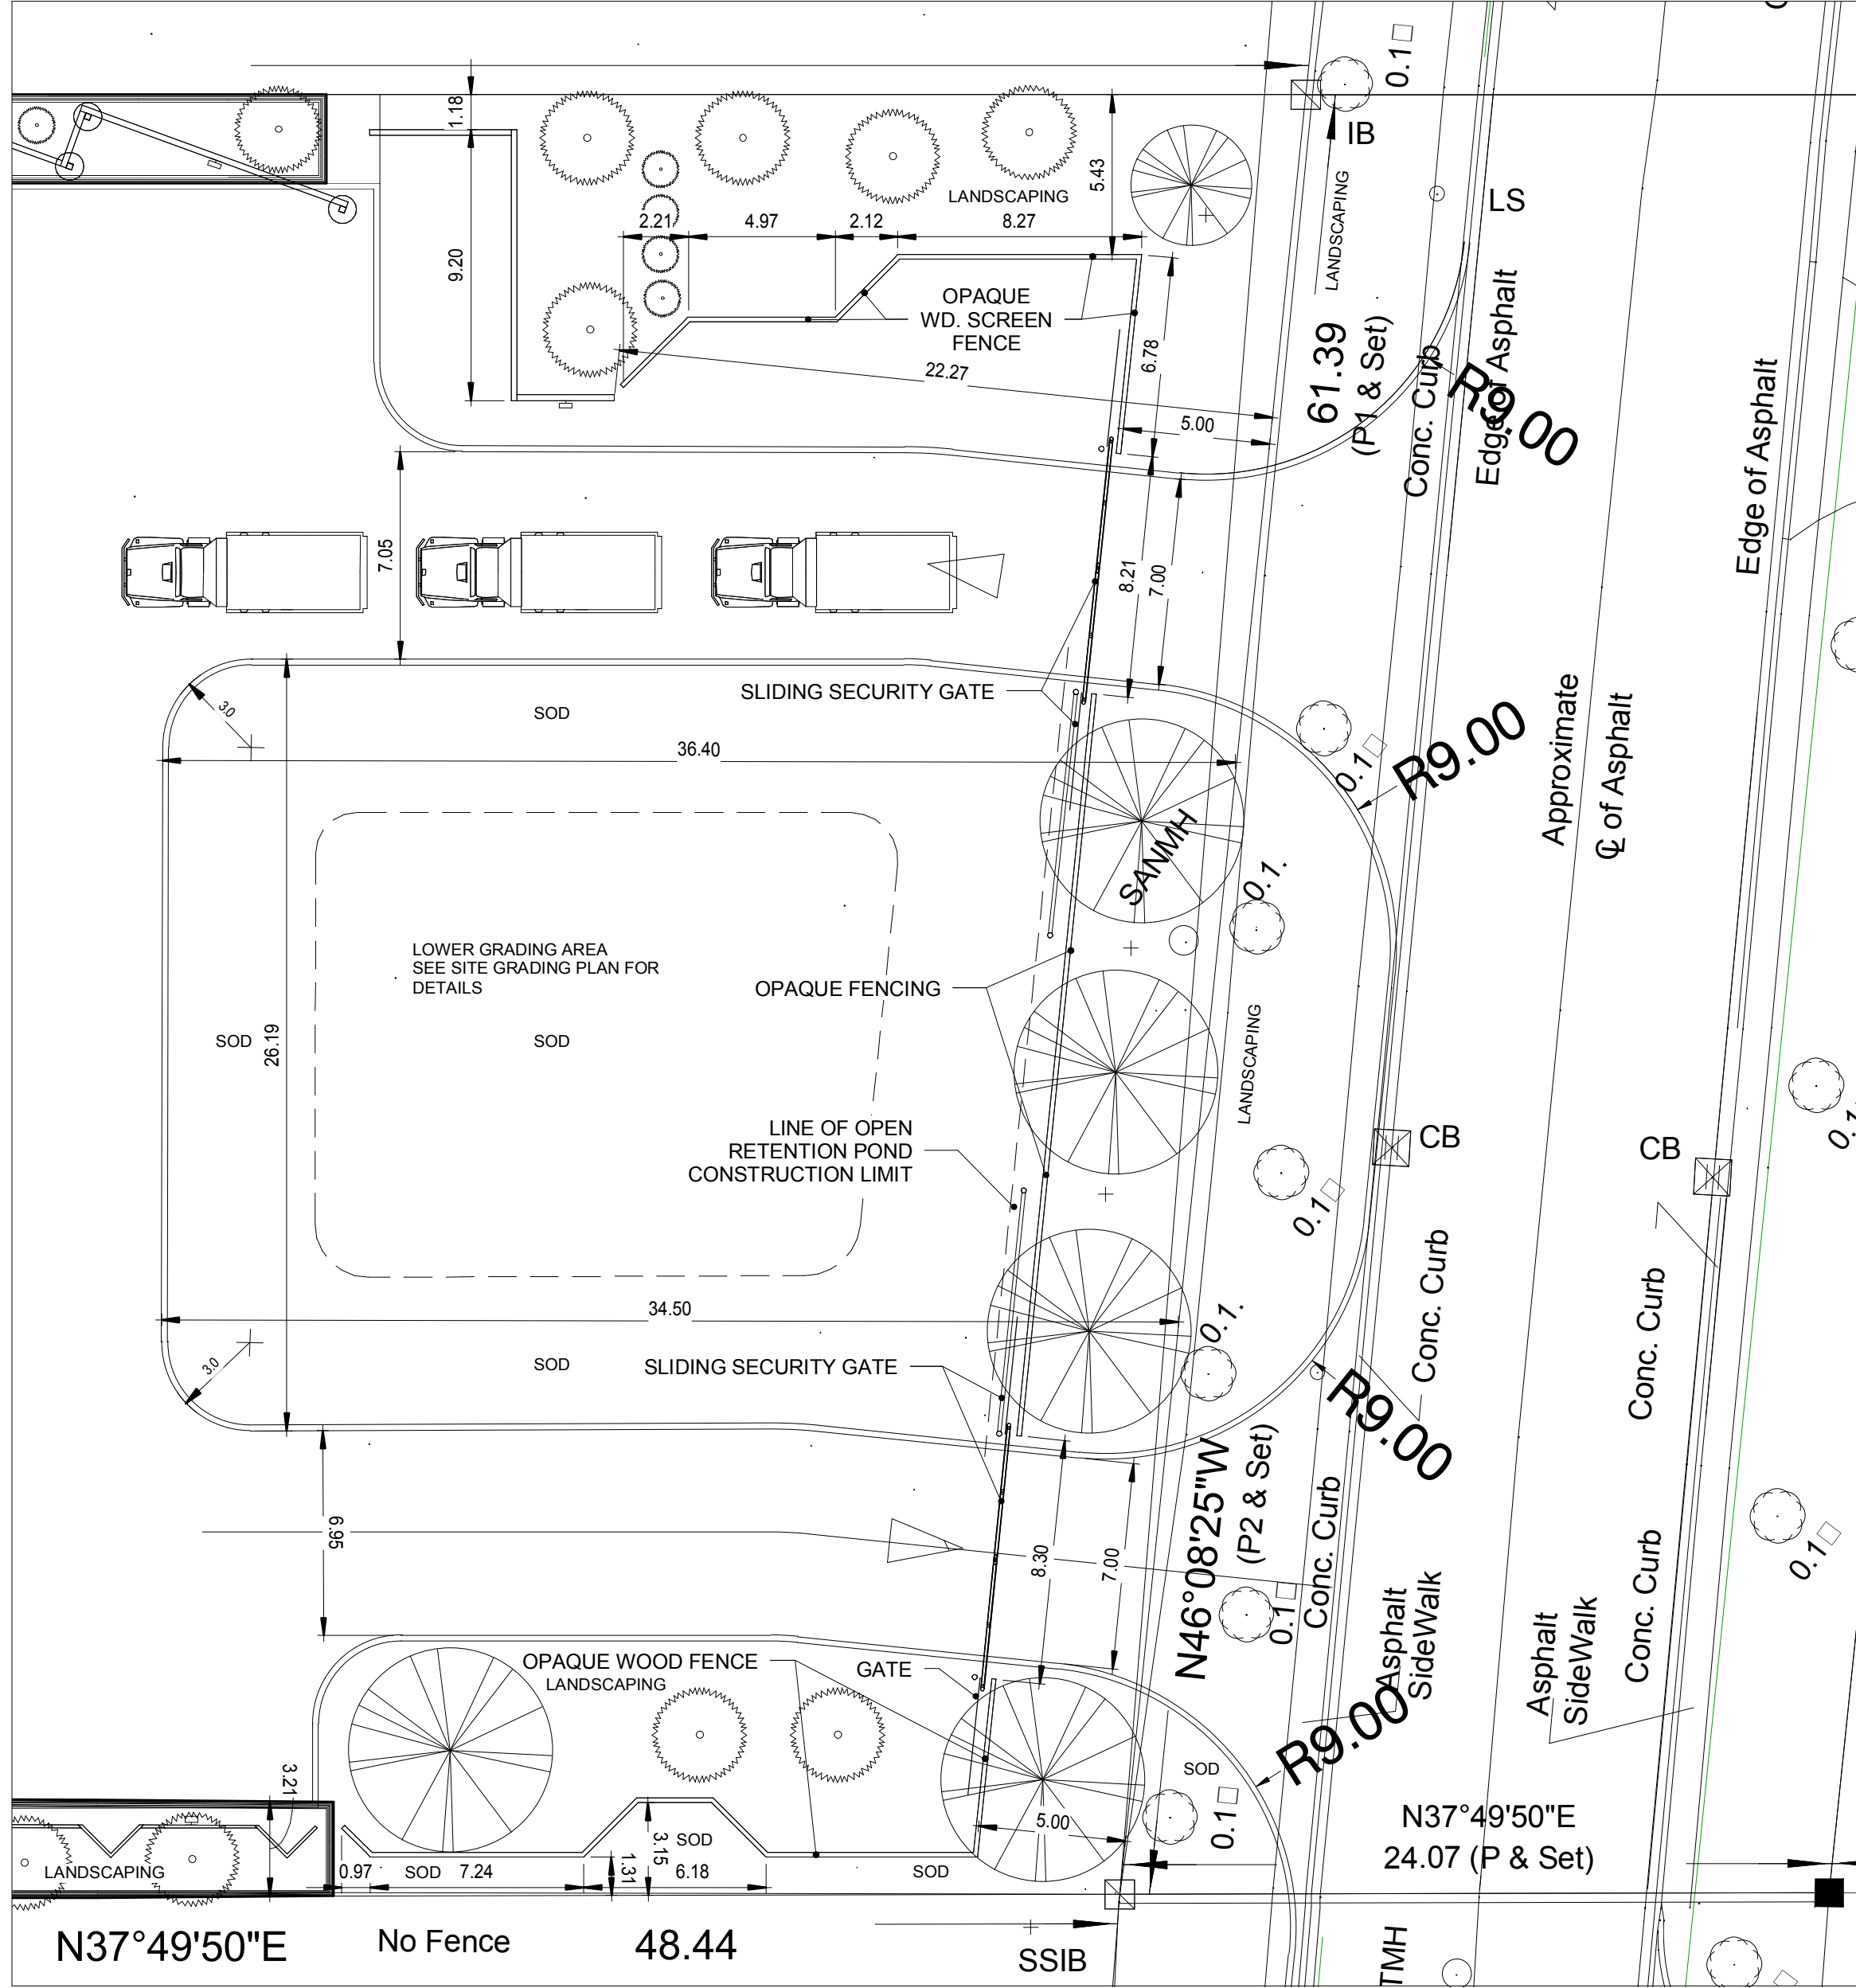 0.1
IB
1.18
5.43
LANDSCAPING
LANDSCAPING
LS
2.21
4.97
2.12
8.27
9.20
OPAQUE
WD. SCREEN
FENCE
6.78
22.27
5.00
61.39
(P1 & Set)
Conc. Curb
Edge of Asphalt
R9.00
Edge of Asphalt
7.05
8.21
7.00
SLIDING SECURITY GATE
SOD
3.0
36.40
R9.00
0.1
Approximate
℄ of Asphalt
SANMH
0.1.
LOWER GRADING AREA
SEE SITE GRADING PLAN FOR
DETAILS
OPAQUE FENCING
SOD
26.19
SOD
LANDSCAPING
LINE OF OPEN
RETENTION POND
CONSTRUCTION LIMIT
CB
CB
0.1
0.1
34.50
0.1.
3.0
SOD
SLIDING SECURITY GATE
Conc. Curb
Conc. Curb
R9.00
N46°08'25"W
(P2 & Set)
Conc. Curb
6.95
8.30
7.00
0.1
0.1
Asphalt
SideWalk
Asphalt
SideWalk
Conc. Curb
OPAQUE WOOD FENCE
LANDSCAPING
GATE
R9.00
3.21
SOD
0.1
5.00
N37°49'50"E
24.07 (P & Set)
LANDSCAPING
0.97
SOD
7.24
1.31
3.15
SOD
6.18
SOD
N37°49'50"E
No Fence
48.44
SSIB
TMH